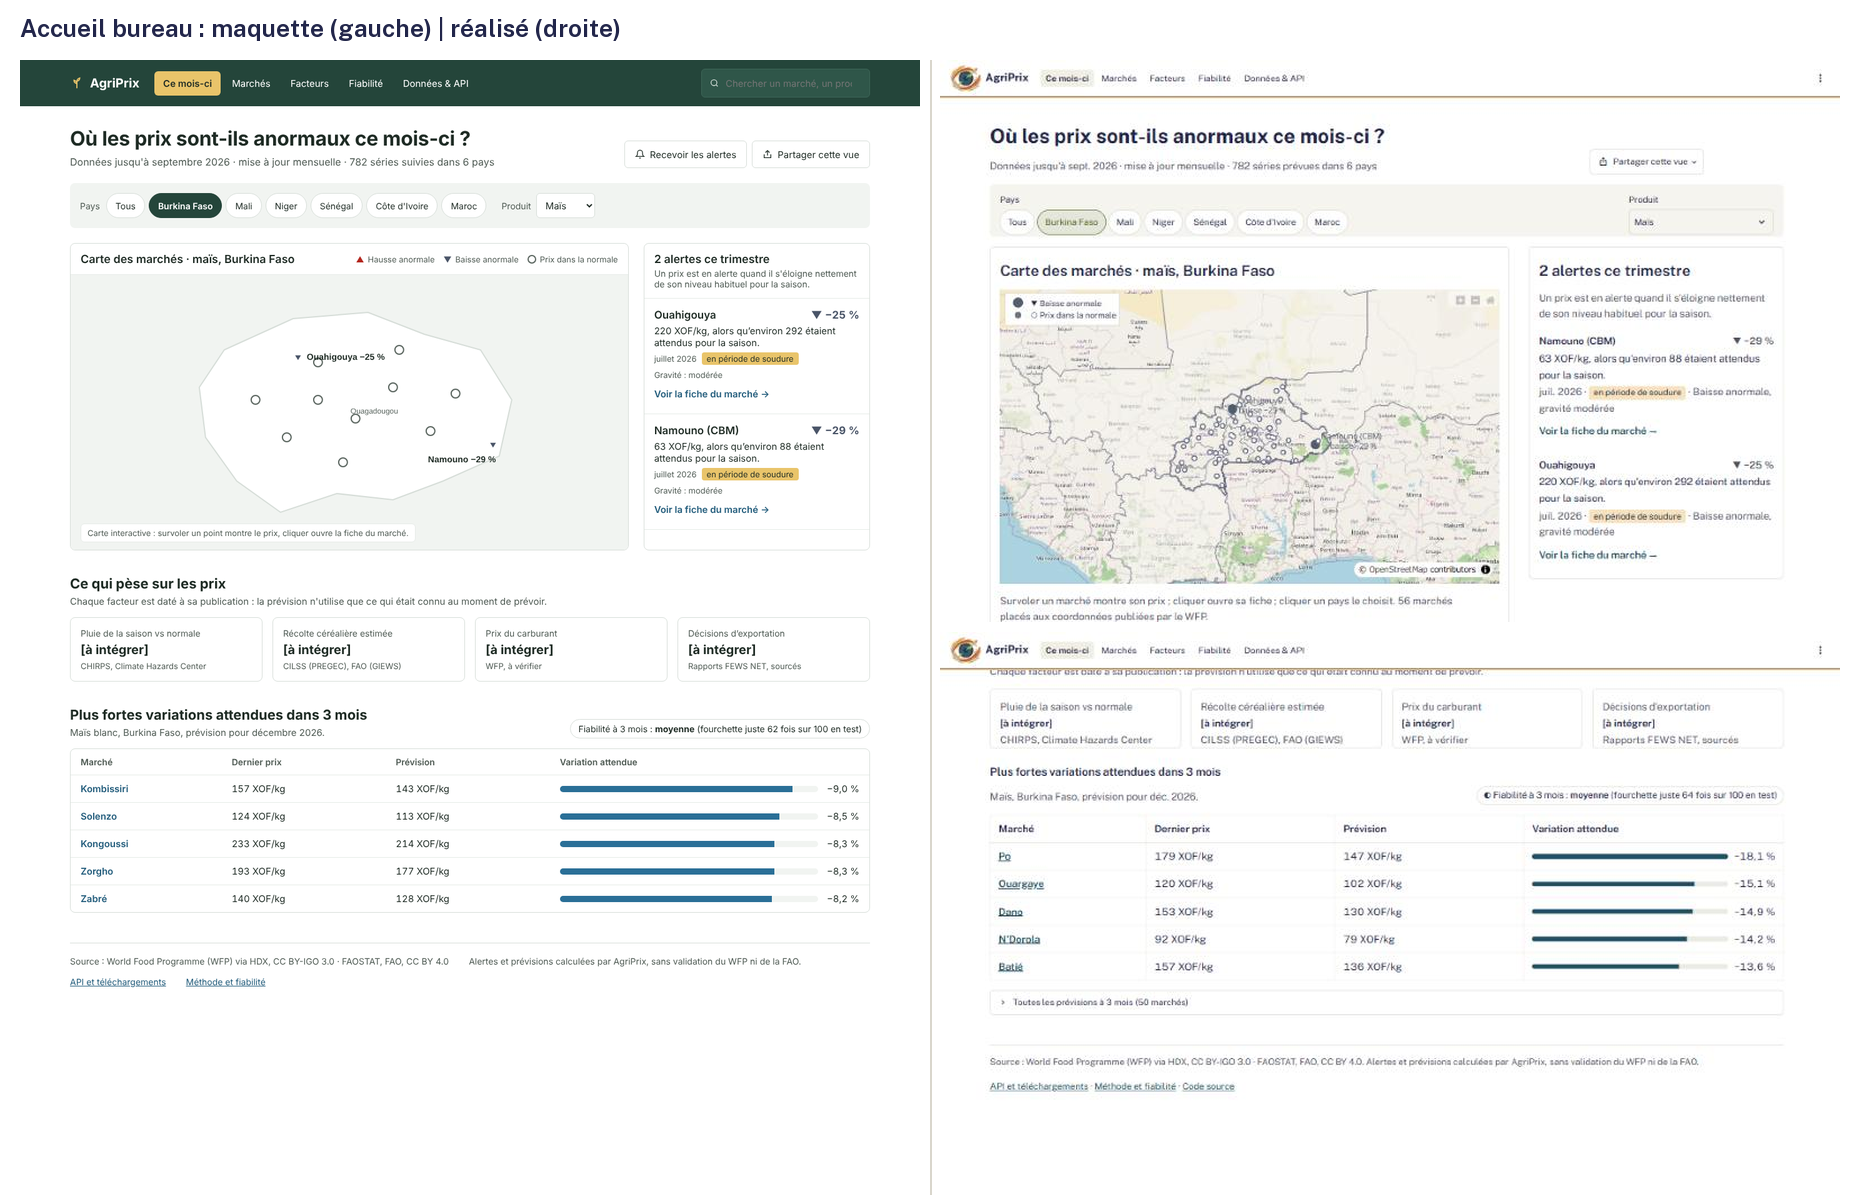 Accueil bureau : maquette (gauche) | réalisé (droite)
AgriPrix
Ce mois-ci
Marchés
Facteurs
Fiabilité
Données & API
Chercher un marché, un proi
Où les prix sont-ils anormaux ce mois-ci ?
Données jusqu'à septembre 2026 · mise à jour mensuelle · 782 séries suivies dans 6 pays
Recevoir les alertes
Partager cette vue
Pays
Tous
Burkina Faso
Mali
Niger
Sénégal
Côte d'Ivoire
Maroc
Produit
Maïs
Carte des marchés · maïs, Burkina Faso
Hausse anormale
Baisse anormale
Prix dans la normale
Ouahigouya −25 %
Ouagadougou
Namouno −29 %
Carte interactive : survoler un point montre le prix, cliquer ouvre la fiche du marché.
2 alertes ce trimestre
Un prix est en alerte quand il s'éloigne nettement
de son niveau habituel pour la saison.
Ouahigouya ▼ −25 %
220 XOF/kg, alors qu'environ 292 étaient
attendus pour la saison.
juillet 2026 en période de soudure
Gravité : modérée
Voir la fiche du marché →
Namouno (CBM) ▼ −29 %
63 XOF/kg, alors qu'environ 88 étaient
attendus pour la saison.
juillet 2026 en période de soudure
Gravité : modérée
Voir la fiche du marché →
Ce qui pèse sur les prix
Chaque facteur est daté à sa publication : la prévision n'utilise que ce qui était connu au moment de prévoir.
Pluie de la saison vs normale
[à intégrer]
CHIRPS, Climate Hazards Center
Récolte céréalière estimée
[à intégrer]
CILSS (PREGEC), FAO (GIEWS)
Prix du carburant
[à intégrer]
WFP, à vérifier
Décisions d'exportation
[à intégrer]
Rapports FEWS NET, sourcés
Plus fortes variations attendues dans 3 mois
Maïs blanc, Burkina Faso, prévision pour décembre 2026.
Fiabilité à 3 mois : moyenne (fourchette juste 62 fois sur 100 en test)
Marché Dernier prix Prévision Variation attendue
Kombissiri 157 XOF/kg 143 XOF/kg −9,0 %
Solenzo 124 XOF/kg 113 XOF/kg −8,5 %
Kongoussi 233 XOF/kg 214 XOF/kg −8,3 %
Zorgho 193 XOF/kg 177 XOF/kg −8,3 %
Zabré 140 XOF/kg 128 XOF/kg −8,2 %
Source : World Food Programme (WFP) via HDX, CC BY-IGO 3.0 · FAOSTAT, FAO, CC BY 4.0 Alertes et prévisions calculées par AgriPrix, sans validation du WFP ni de la FAO.
API et téléchargements Méthode et fiabilité
AgriPrix
Ce mois-ci
Marchés
Facteurs
Fiabilité
Données & API
Où les prix sont-ils anormaux ce mois-ci ?
Données jusqu'à sept. 2026 · mise à jour mensuelle · 782 séries prévues dans 6 pays
Partager cette vue
Pays
Tous
Burkina Faso
Mali
Niger
Sénégal
Côte d'Ivoire
Maroc
Produit
Maïs
Carte des marchés · maïs, Burkina Faso
▼ Baisse anormale
○ Prix dans la normale
© OpenStreetMap contributors
Survoler un marché montre son prix ; cliquer ouvre sa fiche ; cliquer un pays le choisit. 56 marchés
placés aux coordonnées publiées par le WFP.
2 alertes ce trimestre
Un prix est en alerte quand il s'éloigne nettement
de son niveau habituel pour la saison.
Namouno (CBM) ▼ −29 %
63 XOF/kg, alors qu'environ 88 étaient attendus
pour la saison.
juil. 2026 · en période de soudure · Baisse anormale,
gravité modérée
Voir la fiche du marché →
Ouahigouya ▼ −25 %
220 XOF/kg, alors qu'environ 292 étaient attendus
pour la saison.
juil. 2026 · en période de soudure · Baisse anormale,
gravité modérée
Voir la fiche du marché →
AgriPrix
Ce mois-ci
Marchés
Facteurs
Fiabilité
Données & API
Chaque facteur est daté à sa publication : la prévision n'utilise que ce qui était connu au moment de prévoir.
Pluie de la saison vs normale
[à intégrer]
CHIRPS, Climate Hazards Center
Récolte céréalière estimée
[à intégrer]
CILSS (PREGEC), FAO (GIEWS)
Prix du carburant
[à intégrer]
WFP, à vérifier
Décisions d'exportation
[à intégrer]
Rapports FEWS NET, sourcés
Plus fortes variations attendues dans 3 mois
Maïs, Burkina Faso, prévision pour déc. 2026.
Fiabilité à 3 mois : moyenne (fourchette juste 64 fois sur 100 en test)
Marché Dernier prix Prévision Variation attendue
Po 179 XOF/kg 147 XOF/kg −18,1 %
Ouargaye 120 XOF/kg 102 XOF/kg −15,1 %
Dano 153 XOF/kg 130 XOF/kg −14,9 %
N'Dorola 92 XOF/kg 79 XOF/kg −14,2 %
Batié 157 XOF/kg 136 XOF/kg −13,6 %
Toutes les prévisions à 3 mois (50 marchés)
Source : World Food Programme (WFP) via HDX, CC BY-IGO 3.0 · FAOSTAT, FAO, CC BY 4.0. Alertes et prévisions calculées par AgriPrix, sans validation du WFP ni de la FAO.
API et téléchargements · Méthode et fiabilité · Code source